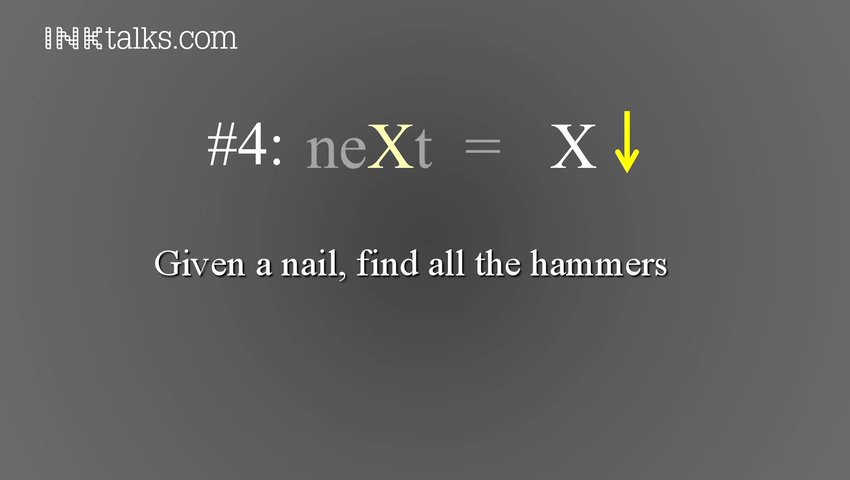 INKtalks.com
#4: neXt = X ↓
Given a nail, find all the hammers